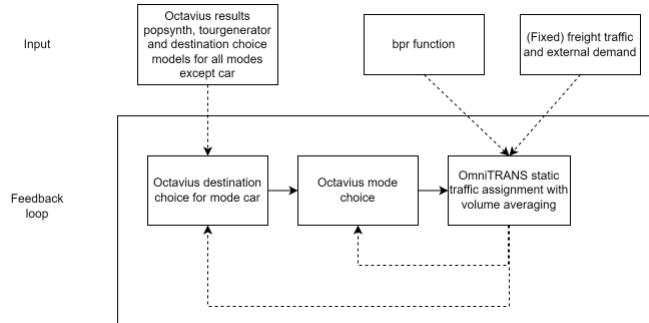 Input
Octavius results
popsynth, tourgenerator
and destination choice
models for all modes
except car
bpr function
(Fixed) freight traffic
and external demand
Feedback
loop
Octavius destination
choice for mode car
Octavius mode
choice
OmniTRANS static
traffic assignment with
volume averaging